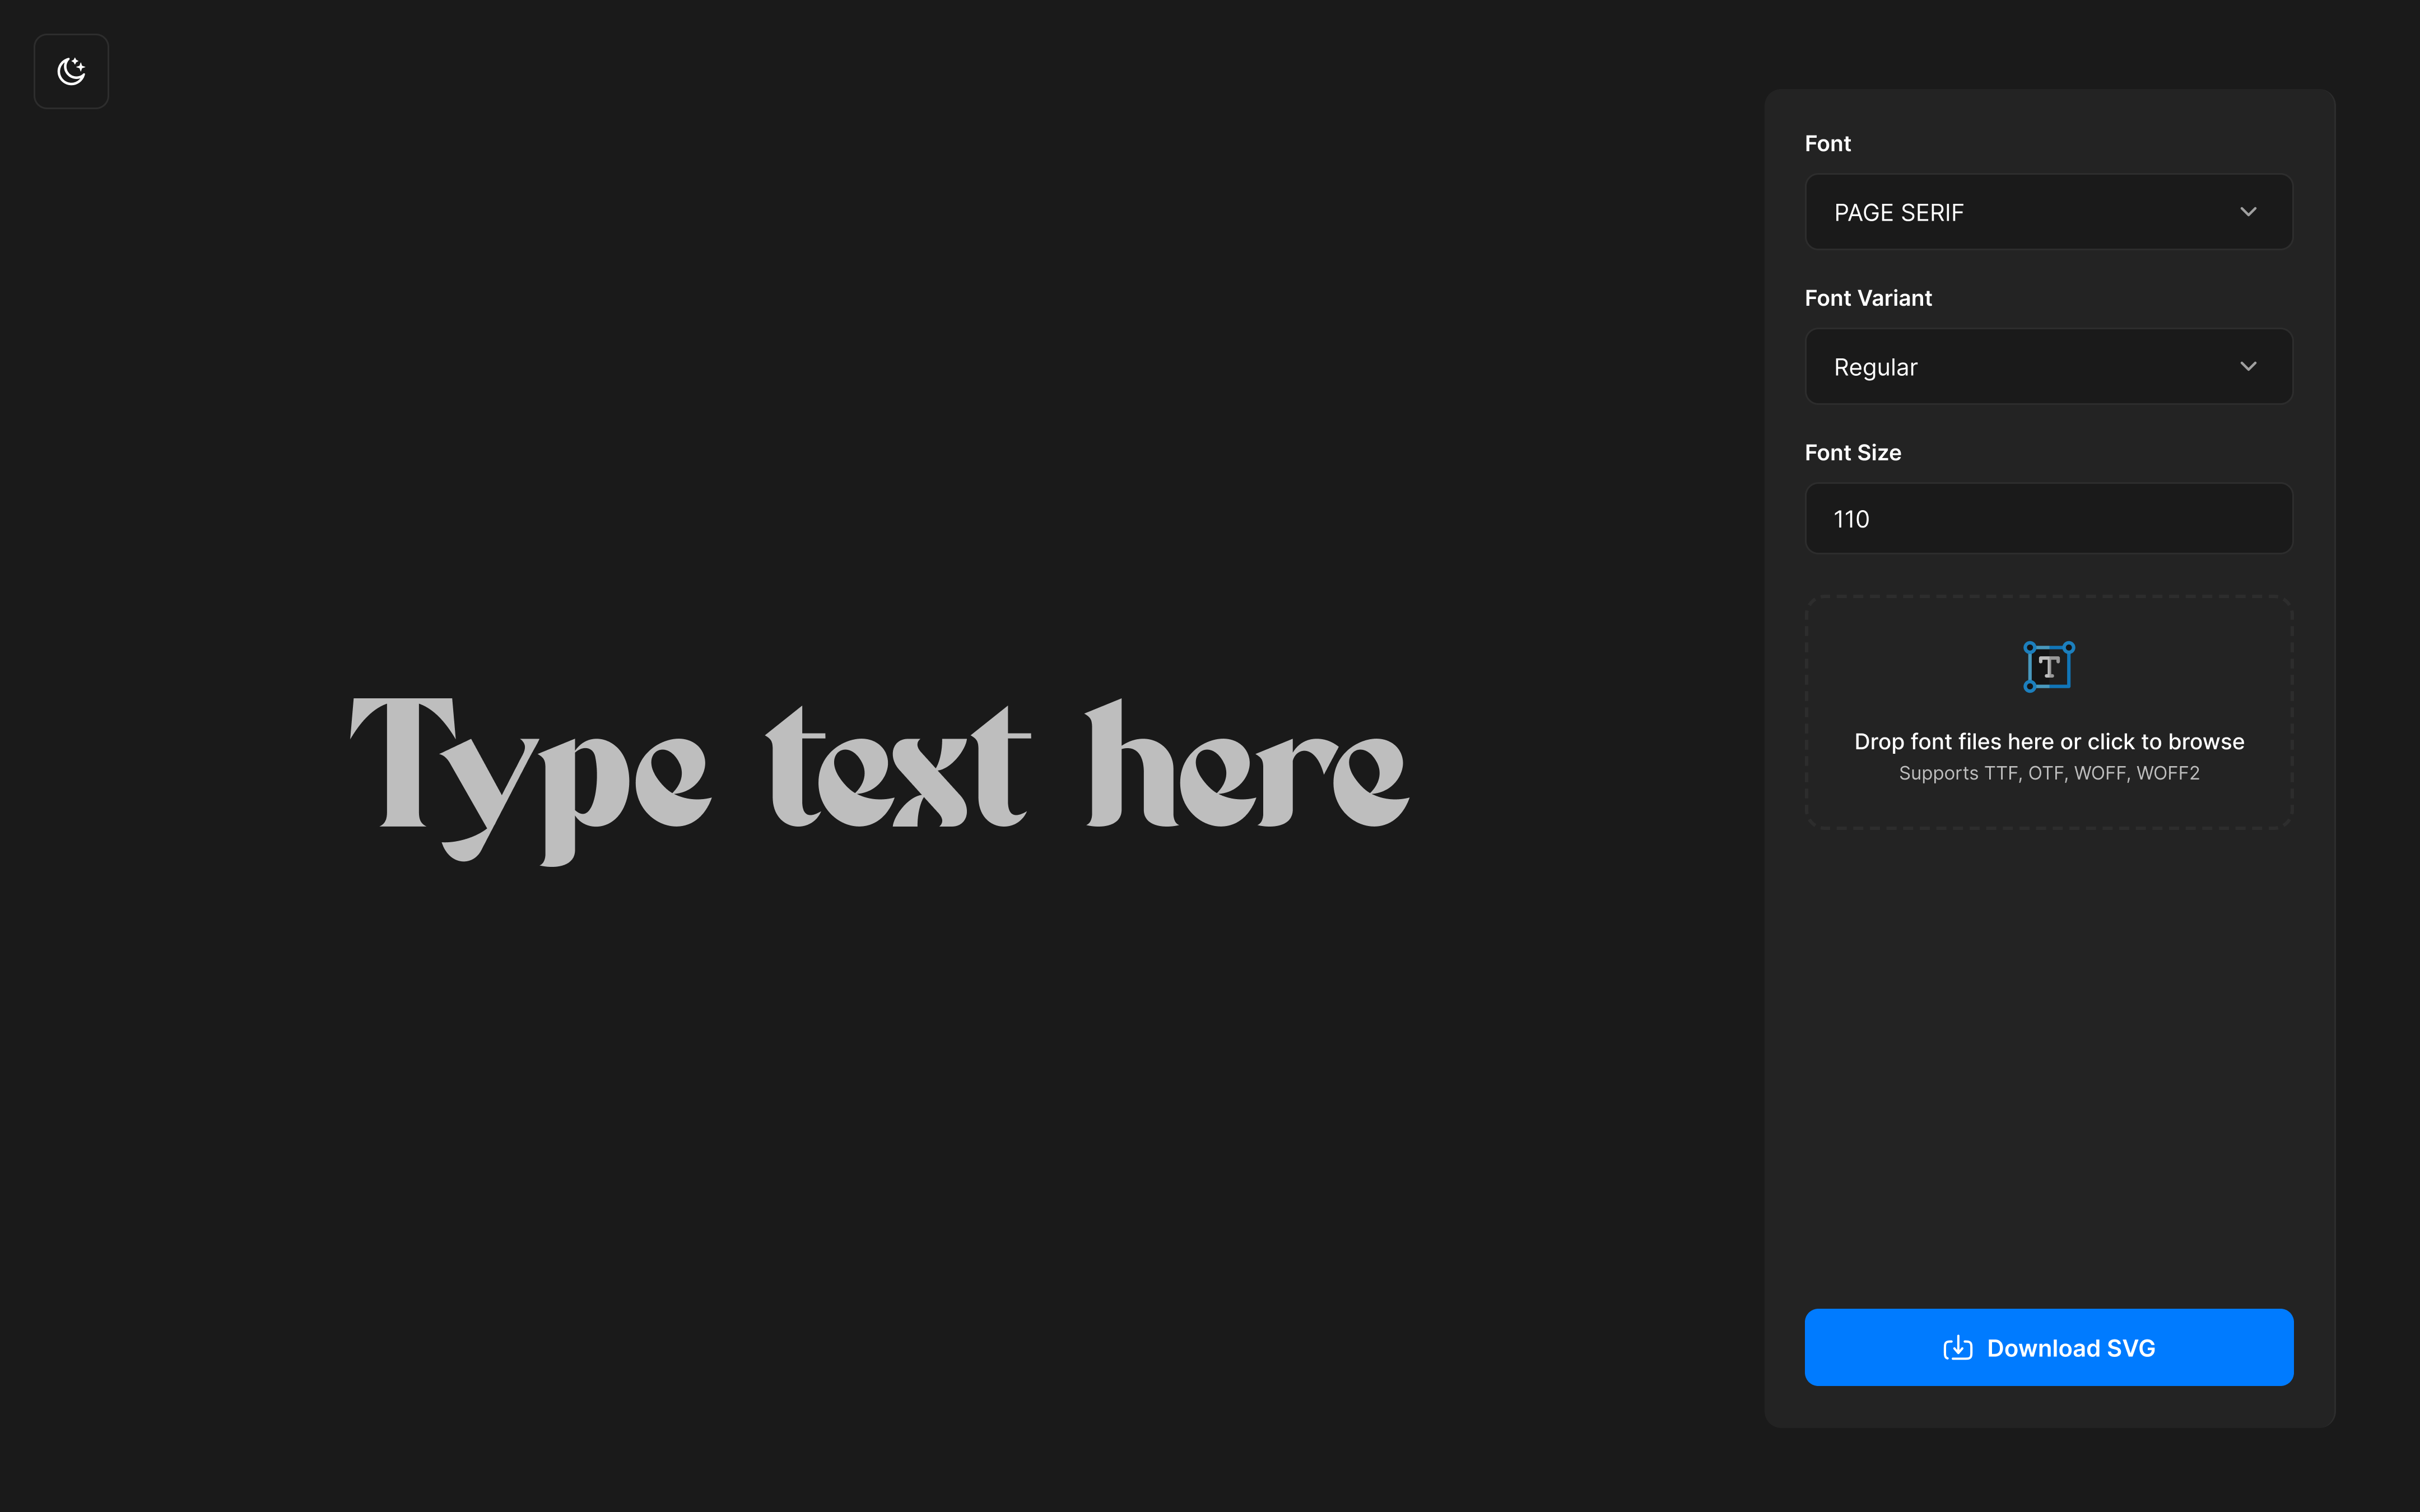 Type text here
Font
PAGE SERIF
Font Variant
Regular
Font Size
110
T
Drop font files here or click to browse
Supports TTF, OTF, WOFF, WOFF2
Download SVG